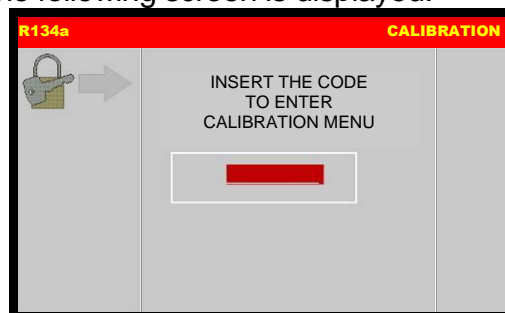 he following screen is displayed:
R134a CALIBRATION
INSERT THE CODE
TO ENTER
CALIBRATION MENU